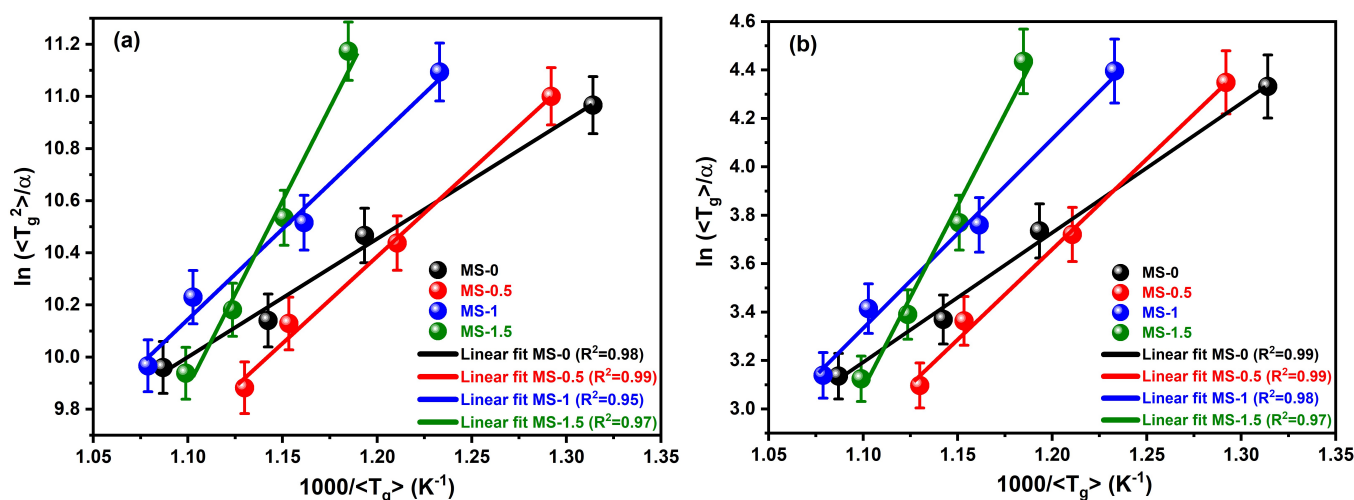 (a)
ln (<T_g^2>/α)
11.2
11.0
10.8
10.6
10.4
10.2
10.0
9.8
MS-0
MS-0.5
MS-1
MS-1.5
Linear fit MS-0 (R²=0.98)
Linear fit MS-0.5 (R²=0.99)
Linear fit MS-1 (R²=0.95)
Linear fit MS-1.5 (R²=0.97)
1.05 1.10 1.15 1.20 1.25 1.30 1.35
1000/<T_g> (K⁻¹)
(b)
ln (<T_g>/α)
4.6
4.4
4.2
4.0
3.8
3.6
3.4
3.2
3.0
MS-0
MS-0.5
MS-1
MS-1.5
Linear fit MS-0 (R²=0.99)
Linear fit MS-0.5 (R²=0.99)
Linear fit MS-1 (R²=0.98)
Linear fit MS-1.5 (R²=0.97)
1.05 1.10 1.15 1.20 1.25 1.30 1.35
1000/<T_g> (K⁻¹)